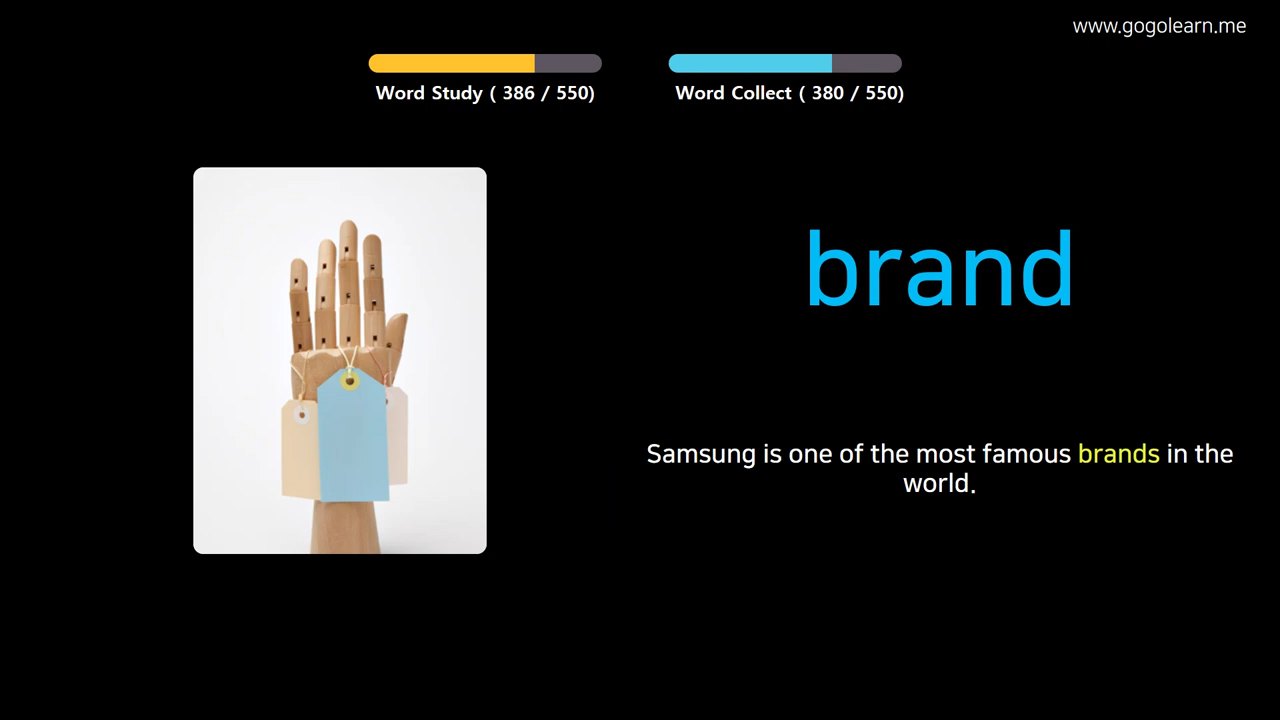 www.gogolearn.me
Word Study ( 386 / 550)
Word Collect ( 380 / 550)
brand
Samsung is one of the most famous brands in the
world.